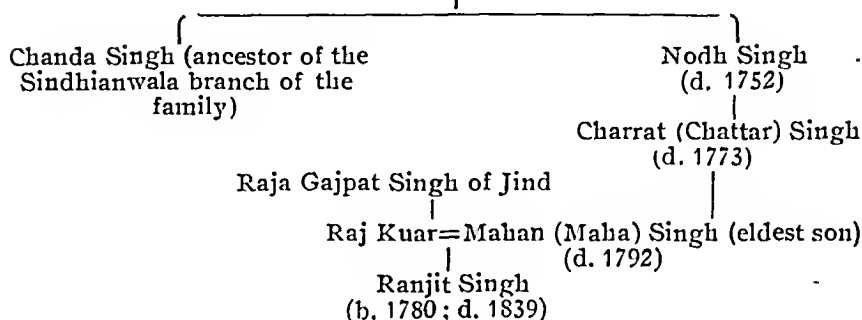 Chanda Singh (ancestor of the
Sindhianwala branch of the
family)
Nodh Singh
(d. 1752)
Charrat (Chattar) Singh
(d. 1773)
Raja Gajpat Singh of Jind
Raj Kuar=Mahan (Maha) Singh (eldest son)
(d. 1792)
Ranjit Singh
(b. 1780; d. 1839)